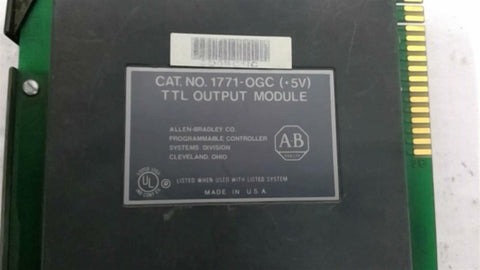 CAT. NO. 1771-OGC (+5V)
TTL OUTPUT MODULE
ALLEN-BRADLEY CO.
PROGRAMMABLE CONTROLLER
SYSTEMS DIVISION
CLEVELAND, OHIO
A-B
UL
LISTED WHEN USED WITH LISTED SYSTEM
MADE IN U.S.A.